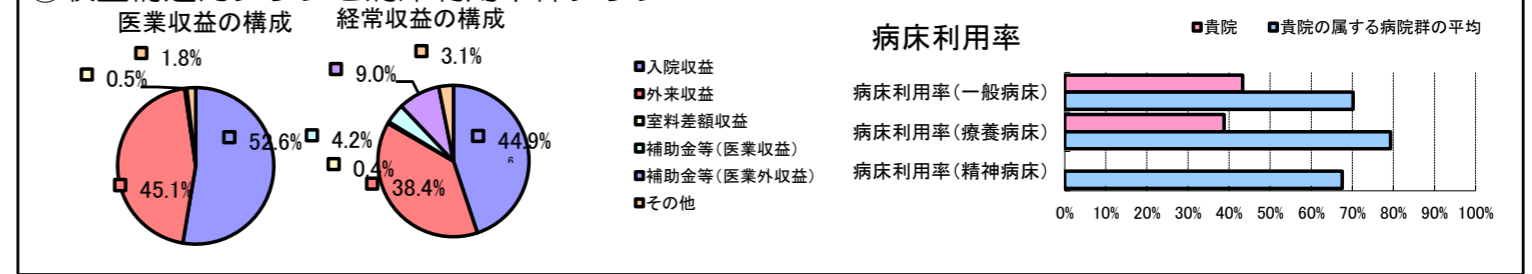 医業収益の構成
1.8%
0.5%
52.6%
45.1%
経常収益の構成
3.1%
9.0%
4.2%
0.4%
44.9%
38.4%
入院収益
外来収益
室料差額収益
補助金等(医業収益)
補助金等(医業外収益)
その他
病床利用率
貴院 貴院の属する病院群の平均
病床利用率(一般病床)
病床利用率(療養病床)
病床利用率(精神病床)
0% 10% 20% 30% 40% 50% 60% 70% 80% 90% 100%